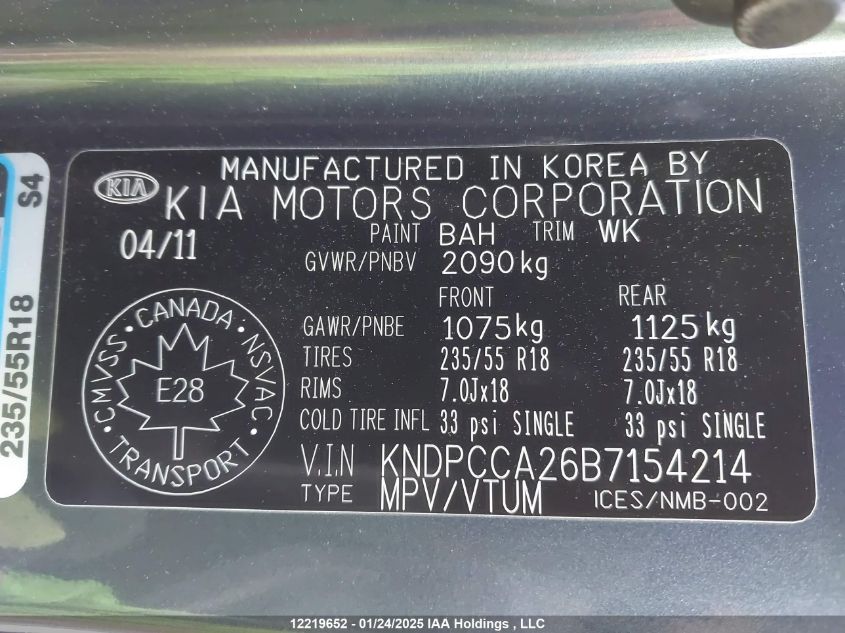 MANUFACTURED IN KOREA BY
KIA KIA MOTORS CORPORATION
04/11 PAINT BAH TRIM WK
GVWR/PNBV 2090kg
FRONT REAR
GAWR/PNBE 1075kg 1125kg
TIRES 235/55 R18 235/55 R18
RIMS 7.0Jx18 7.0Jx18
COLD TIRE INFL 33 psi SINGLE 33 psi SINGLE
V.I.N KNDPCCA26B7154214
TYPE MPV/VTUM ICES/NMB-002
CANADA
CMVSS • NSVAC
E28
TRANSPORT
235/55R18 S4
12219652 - 01/24/2025 IAA Holdings , LLC